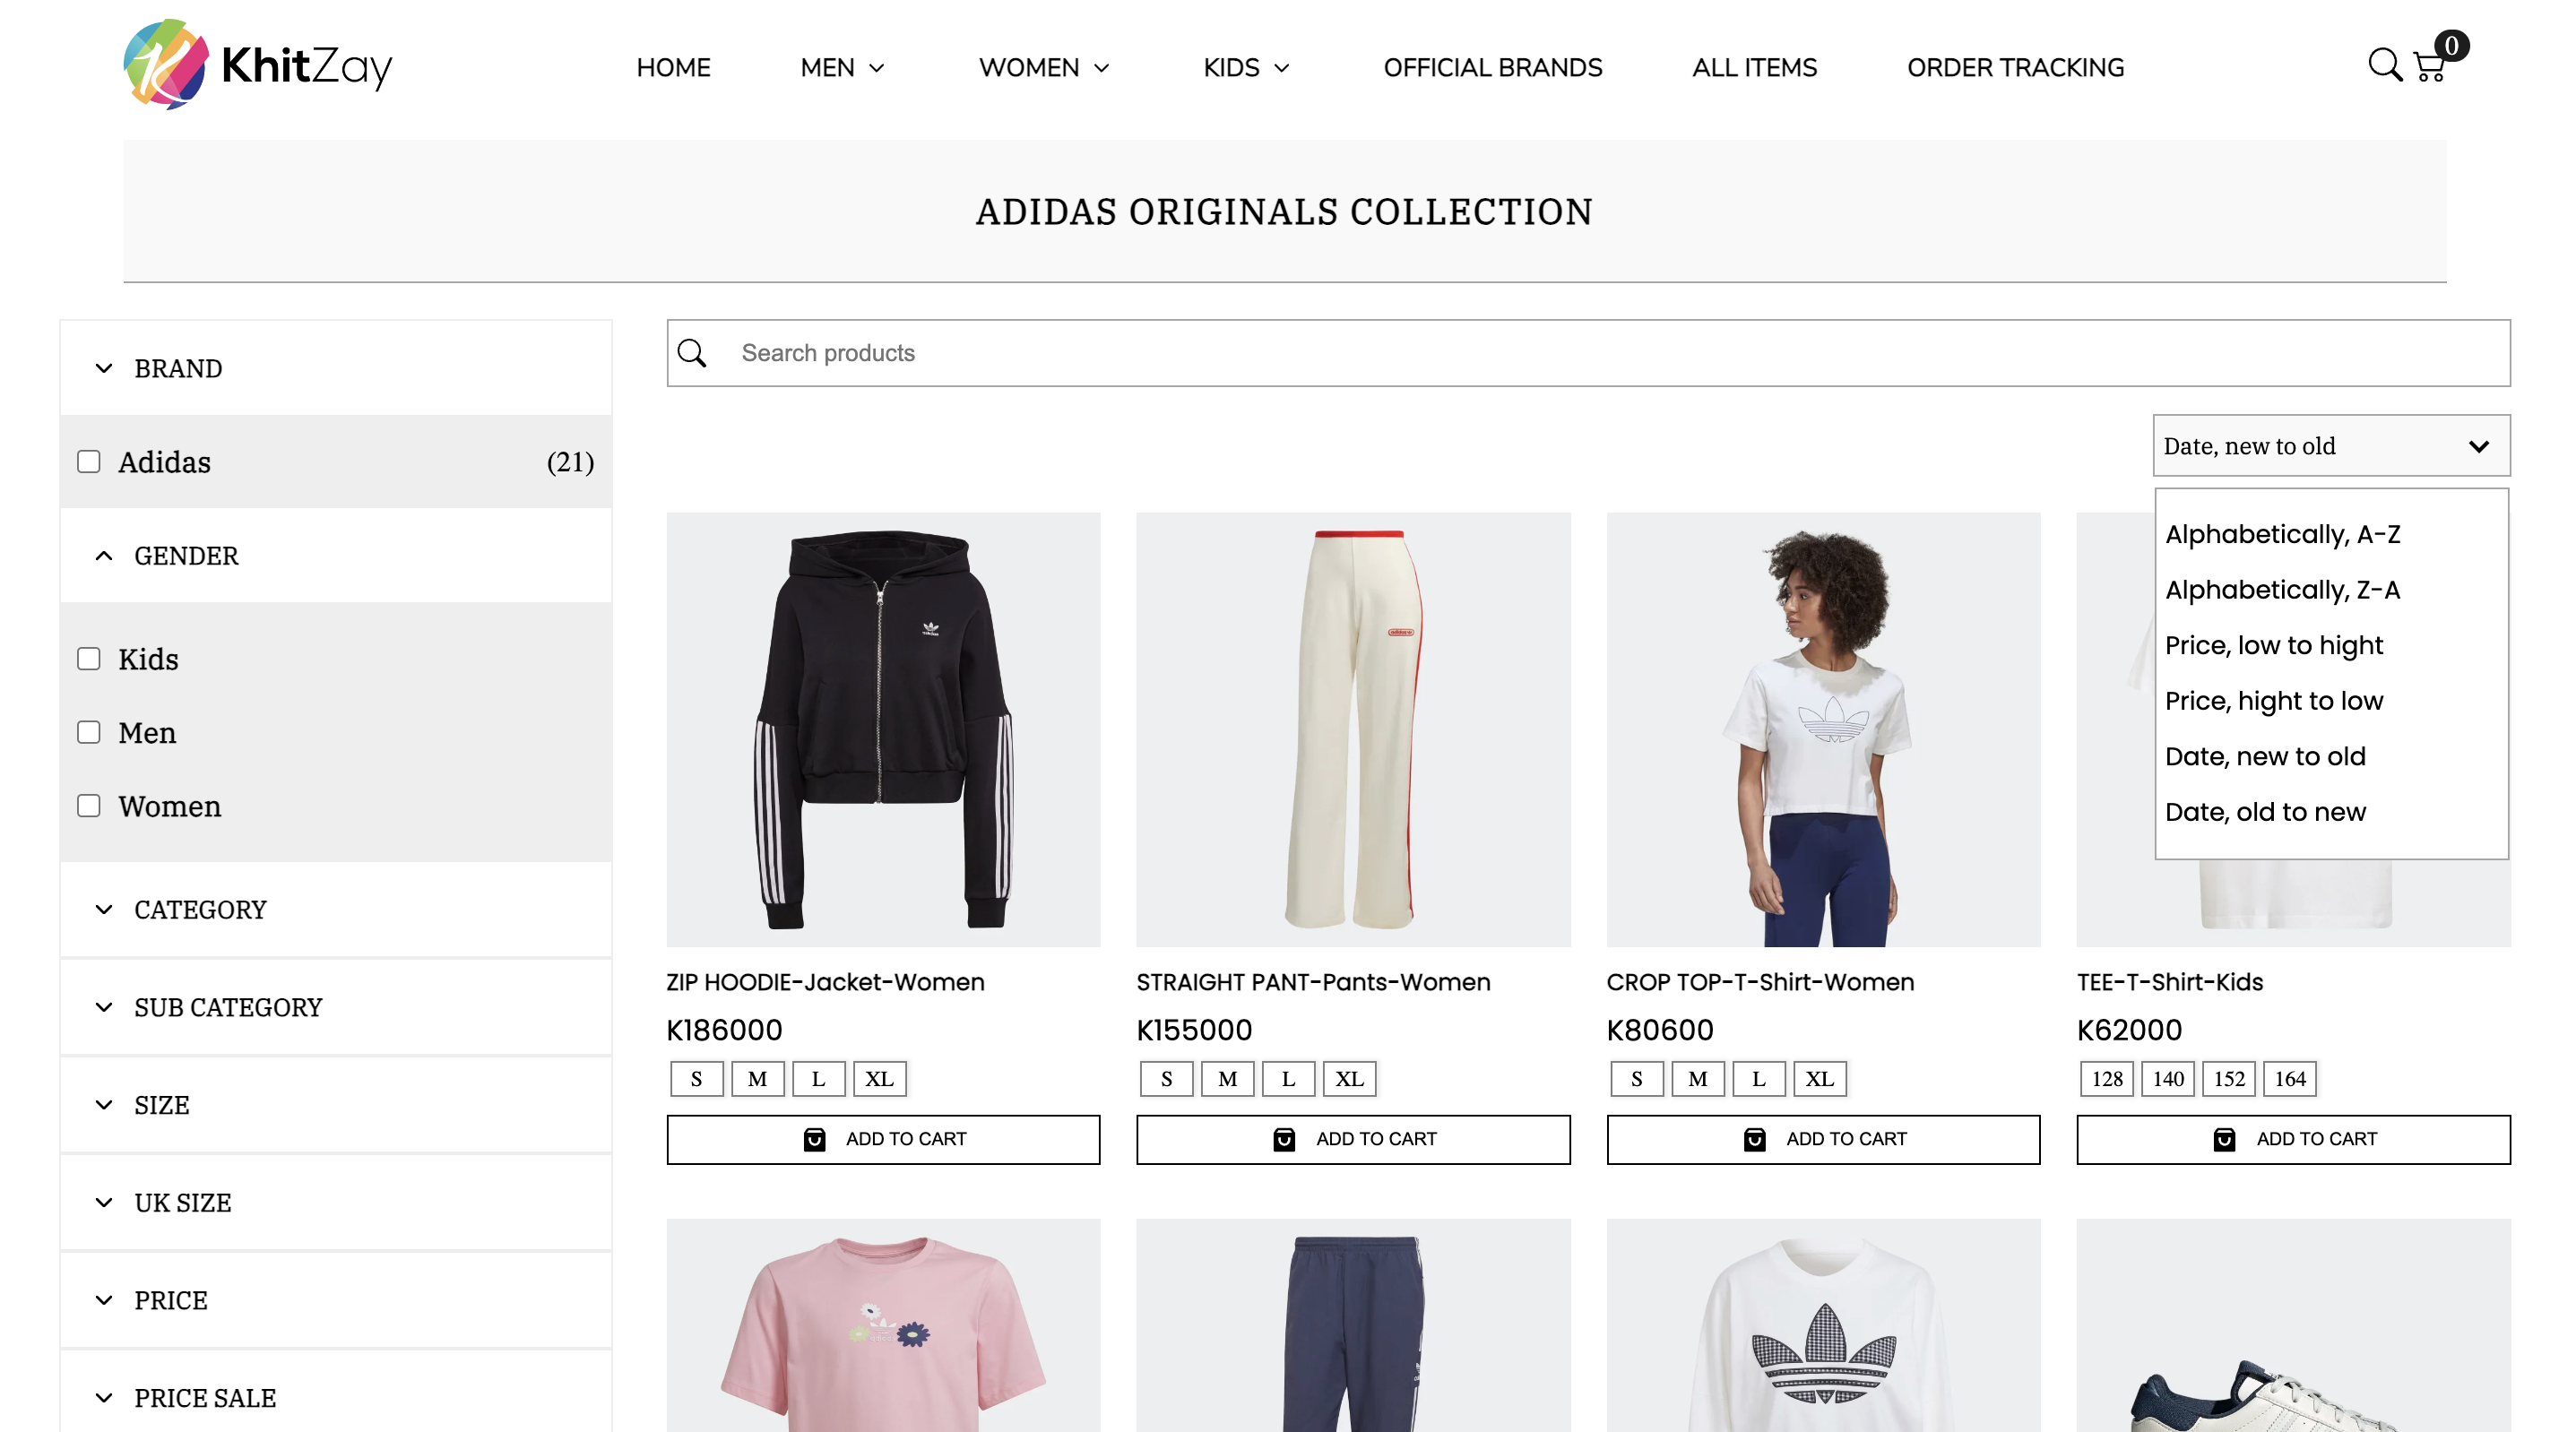 KhitZay
HOME MEN WOMEN KIDS OFFICIAL BRANDS ALL ITEMS ORDER TRACKING
0
ADIDAS ORIGINALS COLLECTION
BRAND
Adidas (21)
GENDER
Kids
Men
Women
CATEGORY
SUB CATEGORY
SIZE
UK SIZE
PRICE
PRICE SALE
Search products
Date, new to old
Alphabetically, A-Z
Alphabetically, Z-A
Price, low to hight
Price, hight to low
Date, new to old
Date, old to new
ZIP HOODIE-Jacket-Women
K186000
S M L XL
ADD TO CART
STRAIGHT PANT-Pants-Women
K155000
S M L XL
ADD TO CART
CROP TOP-T-Shirt-Women
K80600
S M L XL
ADD TO CART
TEE-T-Shirt-Kids
K62000
128 140 152 164
ADD TO CART